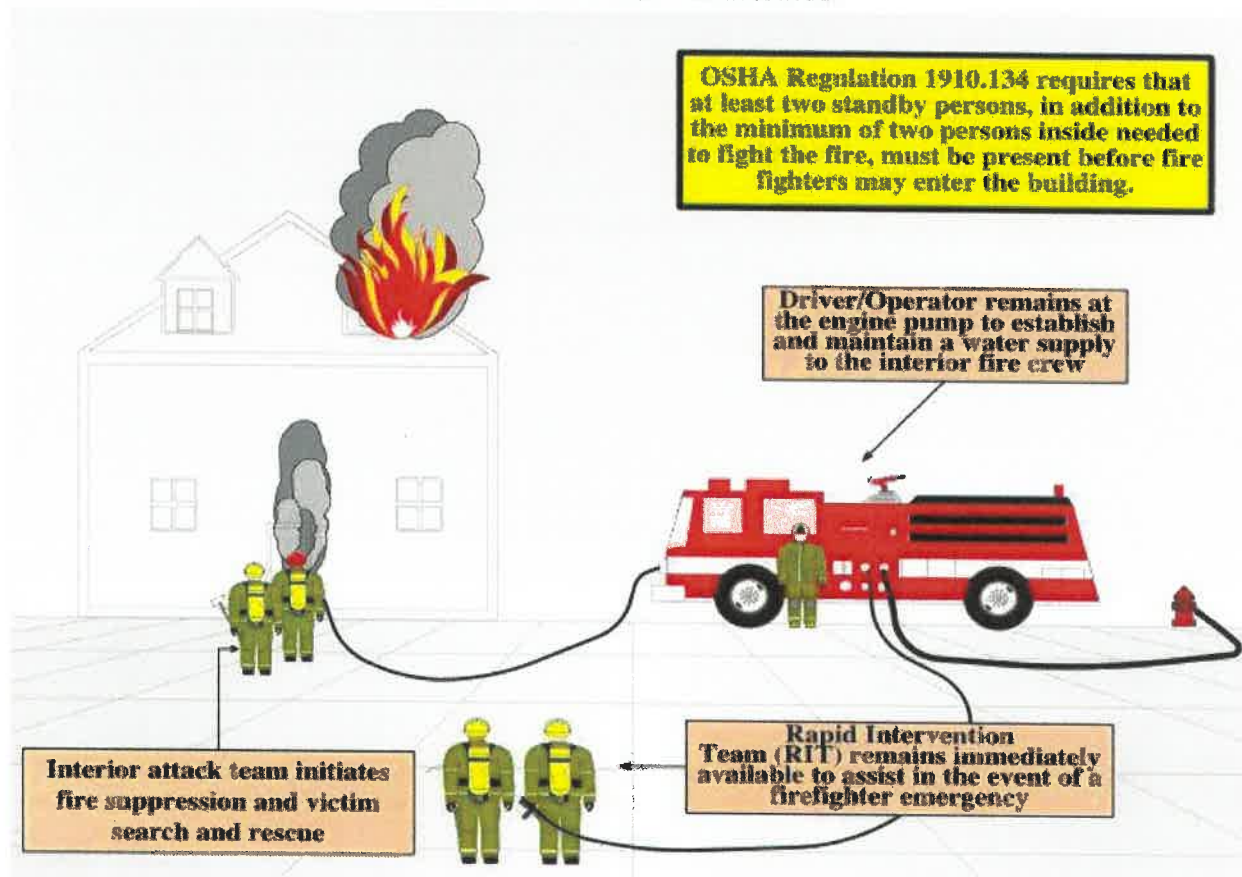 OSHA Regulation 1910.134 requires that
at least two standby persons, in addition to
the minimum of two persons inside needed
to fight the fire, must be present before fire
fighters may enter the building.
Driver/Operator remains at
the engine pump to establish
and maintain a water supply
to the interior fire crew
Interior attack team initiates
fire suppression and victim
search and rescue
Rapid Intervention
Team (RIT) remains immediately
available to assist in the event of a
firefighter emergency